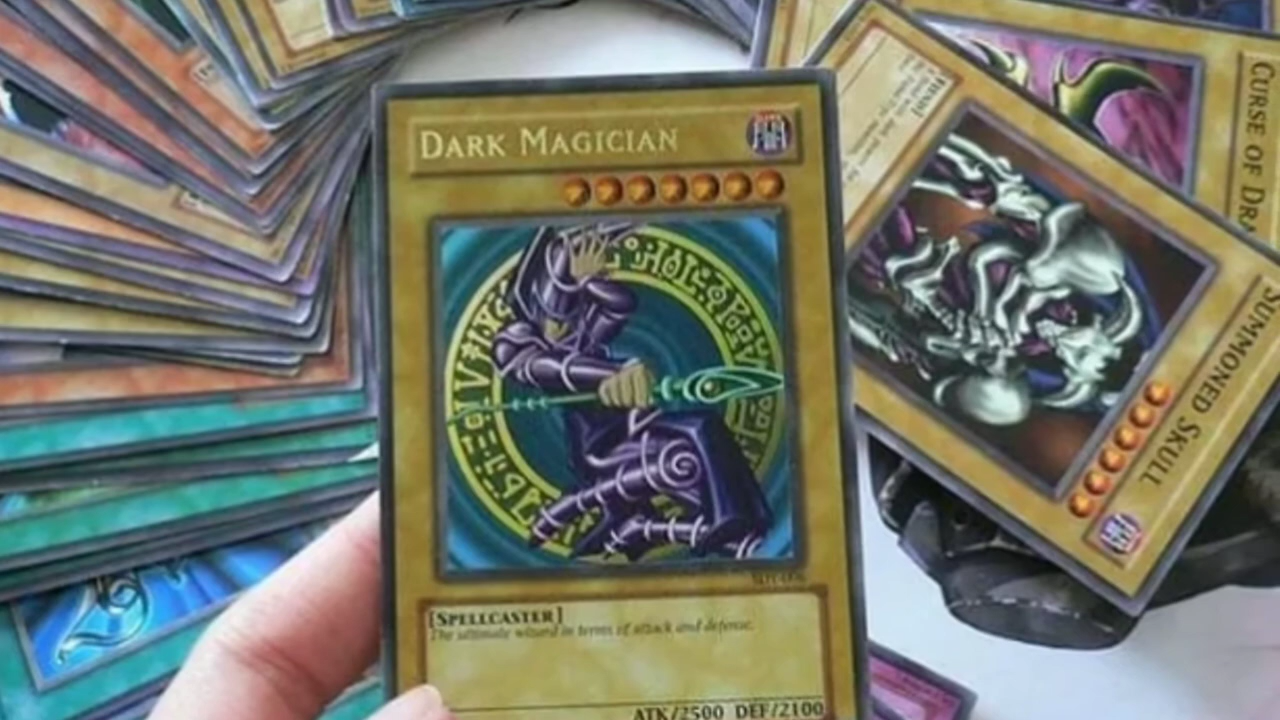 DARK MAGICIAN
[SPELLCASTER]
The ultimate wizard in terms of attack and defense.
ATK/2500 DEF/2100
SUMMONED SKULL
CURSE OF DRA
[FIEND]